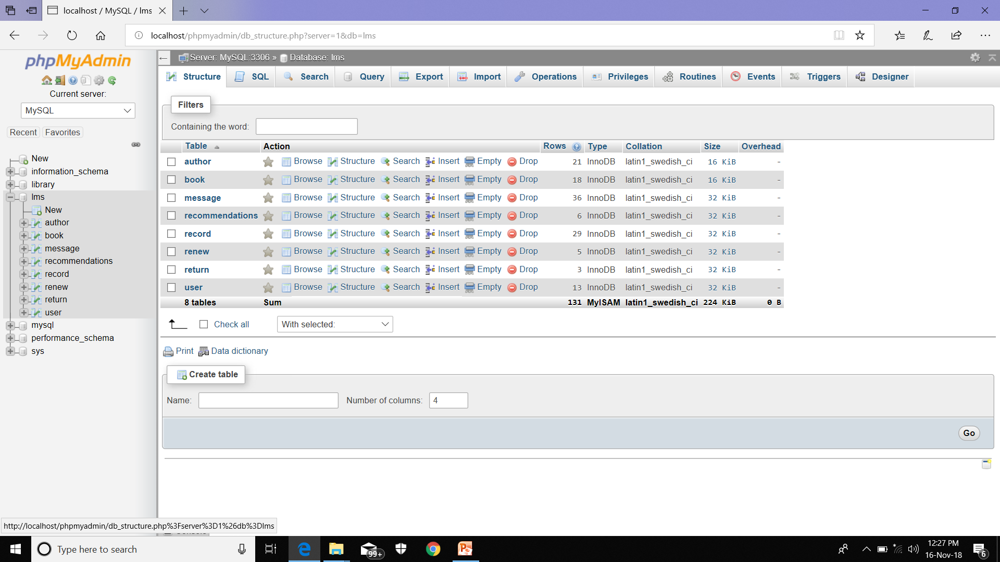 localhost / MySQL / lms
localhost/phpmyadmin/db_structure.php?server=1&db=lms
phpMyAdmin
Current server:
MySQL
Recent Favorites
New
information_schema
library
lms
New
author
book
message
recommendations
record
renew
return
user
mysql
performance_schema
sys
Server: MySQL:3306 » Database: lms
Structure SQL Search Query Export Import Operations Privileges Routines Events Triggers Designer
Filters
Containing the word:
Table Action Rows Type Collation Size Overhead
author Browse Structure Search Insert Empty Drop 21 InnoDB latin1_swedish_ci 16 KiB -
book Browse Structure Search Insert Empty Drop 18 InnoDB latin1_swedish_ci 16 KiB -
message Browse Structure Search Insert Empty Drop 36 InnoDB latin1_swedish_ci 32 KiB -
recommendations Browse Structure Search Insert Empty Drop 6 InnoDB latin1_swedish_ci 32 KiB -
record Browse Structure Search Insert Empty Drop 29 InnoDB latin1_swedish_ci 32 KiB -
renew Browse Structure Search Insert Empty Drop 5 InnoDB latin1_swedish_ci 32 KiB -
return Browse Structure Search Insert Empty Drop 3 InnoDB latin1_swedish_ci 32 KiB -
user Browse Structure Search Insert Empty Drop 13 InnoDB latin1_swedish_ci 32 KiB -
8 tables Sum 131 MyISAM latin1_swedish_ci 224 KiB 0 B
Check all With selected:
Print Data dictionary
Create table
Name: Number of columns: 4
Go
http://localhost/phpmyadmin/db_structure.php%3Fserver%3D1%26db%3Dlms
Type here to search
99+
12:27 PM
16-Nov-18
6